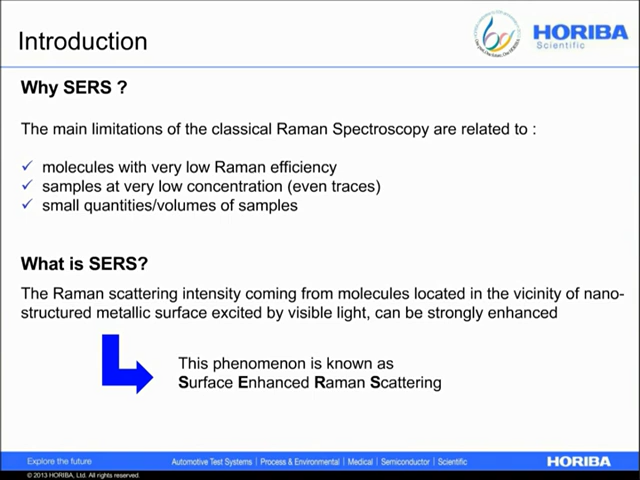 Introduction
HORIBA
Scientific
Why SERS ?
The main limitations of the classical Raman Spectroscopy are related to :
✓ molecules with very low Raman efficiency
✓ samples at very low concentration (even traces)
✓ small quantities/volumes of samples
What is SERS?
The Raman scattering intensity coming from molecules located in the vicinity of nano-
structured metallic surface excited by visible light, can be strongly enhanced
This phenomenon is known as
Surface Enhanced Raman Scattering
Explore the future
Automotive Test Systems | Process & Environmental | Medical | Semiconductor | Scientific
HORIBA
© 2013 HORIBA, Ltd. All rights reserved